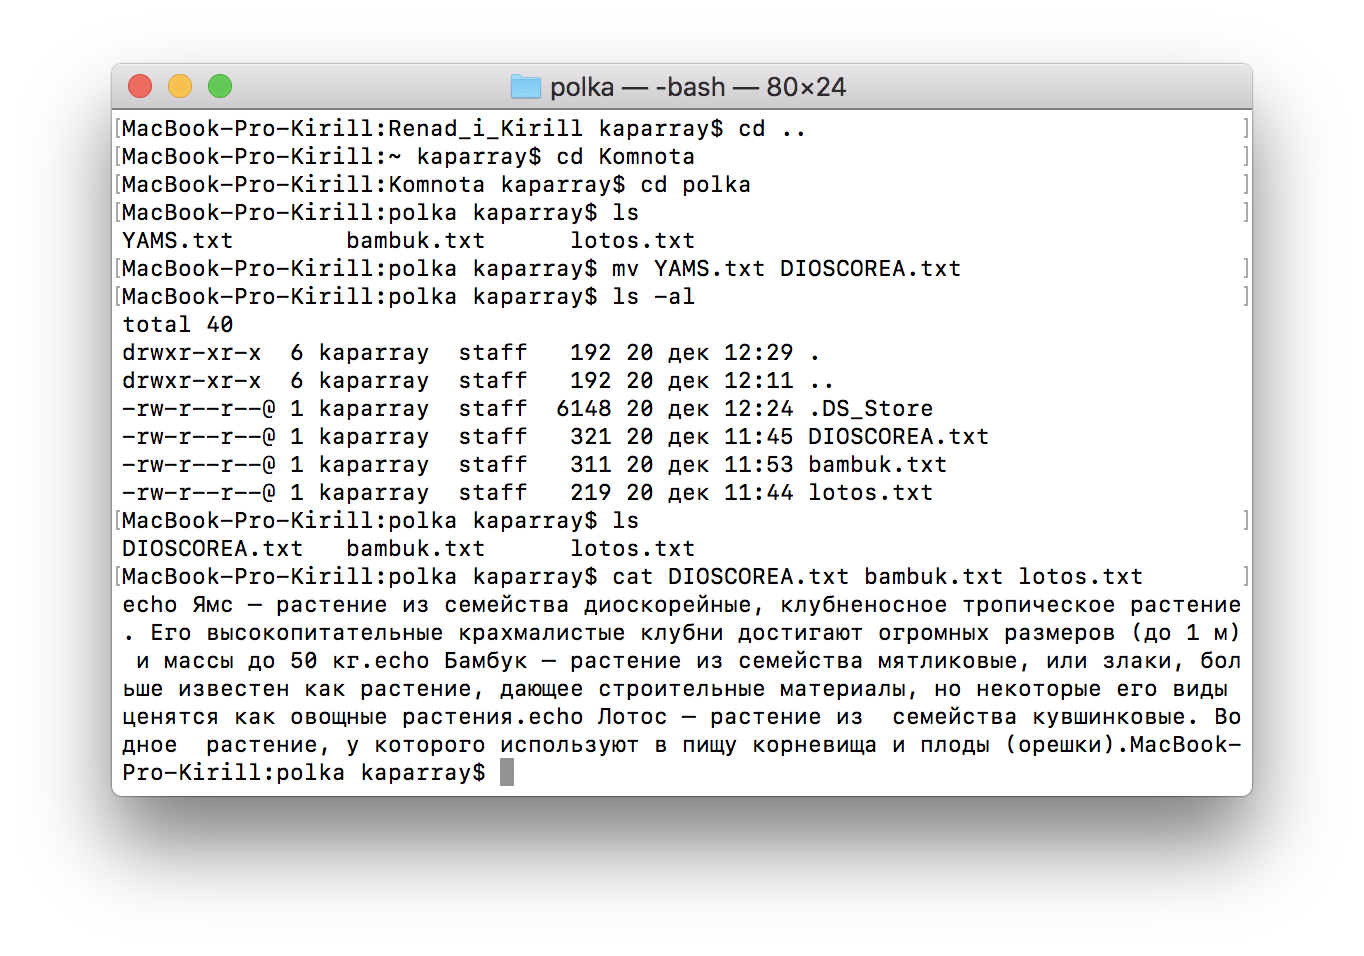 polka — -bash — 80×24
[MacBook-Pro-Kirill:Renad_i_Kirill kaparray$ cd ..]
[MacBook-Pro-Kirill:~ kaparray$ cd Komnota]
[MacBook-Pro-Kirill:Komnota kaparray$ cd polka]
[MacBook-Pro-Kirill:polka kaparray$ ls]
YAMS.txt        bambuk.txt      lotos.txt
[MacBook-Pro-Kirill:polka kaparray$ mv YAMS.txt DIOSCOREA.txt]
[MacBook-Pro-Kirill:polka kaparray$ ls -al]
total 40
drwxr-xr-x  6 kaparray  staff   192 20 дек 12:29 .
drwxr-xr-x  6 kaparray  staff   192 20 дек 12:11 ..
-rw-r--r--@ 1 kaparray  staff  6148 20 дек 12:24 .DS_Store
-rw-r--r--@ 1 kaparray  staff   321 20 дек 11:45 DIOSCOREA.txt
-rw-r--r--@ 1 kaparray  staff   311 20 дек 11:53 bambuk.txt
-rw-r--r--@ 1 kaparray  staff   219 20 дек 11:44 lotos.txt
[MacBook-Pro-Kirill:polka kaparray$ ls]
DIOSCOREA.txt   bambuk.txt      lotos.txt
[MacBook-Pro-Kirill:polka kaparray$ cat DIOSCOREA.txt bambuk.txt lotos.txt]
echo Ямс — растение из семейства диоскорейные, клубненосное тропическое растение
. Его высокопитательные крахмалистые клубни достигают огромных размеров (до 1 м)
 и массы до 50 кг.echo Бамбук — растение из семейства мятликовые, или злаки, бол
ьше известен как растение, дающее строительные материалы, но некоторые его виды
ценятся как овощные растения.echo Лотос — растение из  семейства кувшинковые. Во
дное  растение, у которого используют в пищу корневища и плоды (орешки).MacBook-
Pro-Kirill:polka kaparray$